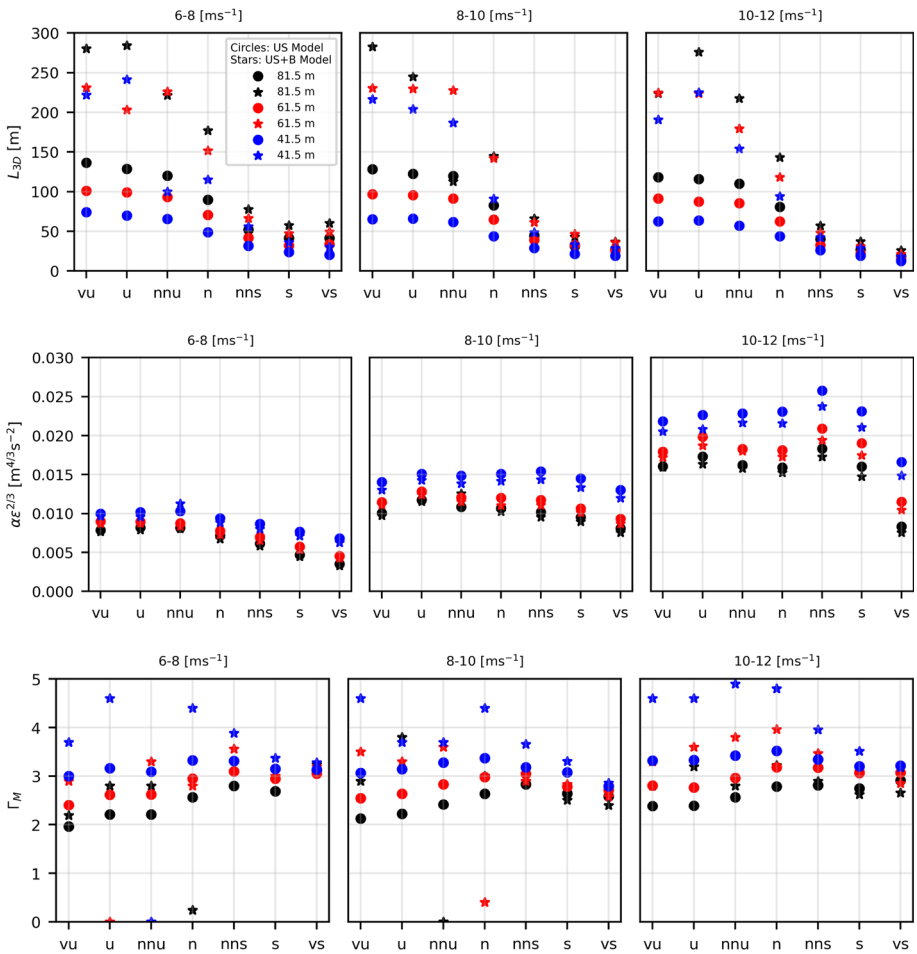 6-8 [ms⁻¹] 8-10 [ms⁻¹] 10-12 [ms⁻¹]
L₃D [m]
300
250
200
150
100
50
0
Circles: US Model
Stars: US+B Model
81.5 m
81.5 m
61.5 m
61.5 m
41.5 m
41.5 m
vu u nnu n nns s vs vu u nnu n nns s vs vu u nnu n nns s vs
6-8 [ms⁻¹] 8-10 [ms⁻¹] 10-12 [ms⁻¹]
αε²ᐟ³ [m⁴ᐟ³s⁻²]
0.030
0.025
0.020
0.015
0.010
0.005
0.000
vu u nnu n nns s vs vu u nnu n nns s vs vu u nnu n nns s vs
6-8 [ms⁻¹] 8-10 [ms⁻¹] 10-12 [ms⁻¹]
Γ_M
5
4
3
2
1
0
vu u nnu n nns s vs vu u nnu n nns s vs vu u nnu n nns s vs